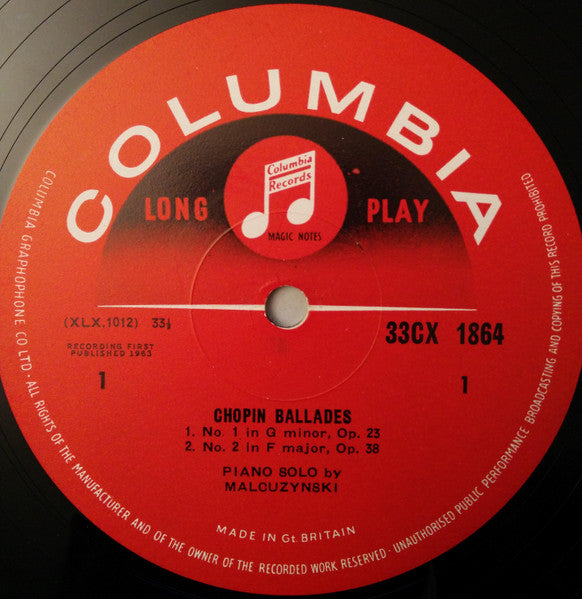 COLUMBIA
Columbia
Records
LONG PLAY
MAGIC NOTES
(XLX.1012) 33⅓
33CX 1864
RECORDING FIRST
PUBLISHED 1963
1 1
CHOPIN BALLADES
1. No. 1 in G minor, Op. 23
2. No. 2 in F major, Op. 38
PIANO SOLO by
MALCUZYNSKI
MADE IN Gt. BRITAIN
COLUMBIA GRAPHOPHONE CO LTD · ALL RIGHTS OF THE MANUFACTURER AND OF THE OWNER OF THE RECORDED WORK RESERVED · UNAUTHORISED PUBLIC PERFORMANCE BROADCASTING AND COPYING OF THIS RECORD PROHIBITED